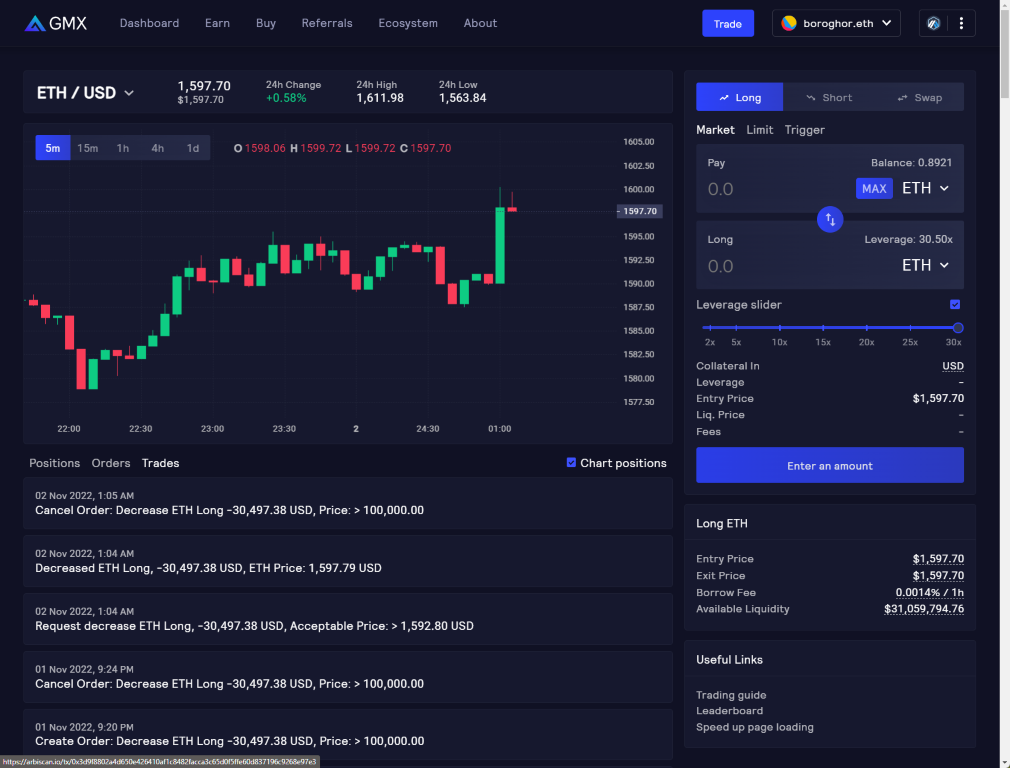 GMX
Dashboard Earn Buy Referrals Ecosystem About
Trade
boroghor.eth
ETH / USD
1,597.70
$1,597.70
24h Change
+0.58%
24h High
1,611.98
24h Low
1,563.84
5m 15m 1h 4h 1d
O 1598.06 H 1599.72 L 1599.72 C 1597.70
1605.00
1602.50
1600.00
1597.70
1595.00
1592.50
1590.00
1587.50
1585.00
1582.50
1580.00
1577.50
22:00 22:30 23:00 23:30 2 24:30 01:00
Positions Orders Trades
Chart positions
02 Nov 2022, 1:05 AM
Cancel Order: Decrease ETH Long -30,497.38 USD, Price: > 100,000.00
02 Nov 2022, 1:04 AM
Decreased ETH Long, -30,497.38 USD, ETH Price: 1,597.79 USD
02 Nov 2022, 1:04 AM
Request decrease ETH Long, -30,497.38 USD, Acceptable Price: > 1,592.80 USD
01 Nov 2022, 9:24 PM
Cancel Order: Decrease ETH Long -30,497.38 USD, Price: > 100,000.00
01 Nov 2022, 9:20 PM
Create Order: Decrease ETH Long -30,497.38 USD, Price: > 100,000.00
Long Short Swap
Market Limit Trigger
Pay Balance: 0.8921
0.0 MAX ETH
Long Leverage: 30.50x
0.0 ETH
Leverage slider
2x 5x 10x 15x 20x 25x 30x
Collateral In USD
Leverage -
Entry Price $1,597.70
Liq. Price -
Fees -
Enter an amount
Long ETH
Entry Price $1,597.70
Exit Price $1,597.70
Borrow Fee 0.0014% / 1h
Available Liquidity $31,059,794.76
Useful Links
Trading guide
Leaderboard
Speed up page loading
https://arbiscan.io/tx/0x3d9f8802a4d650e426410af1c8482facca3c65d0f5ffe60d837196c9268e97e3